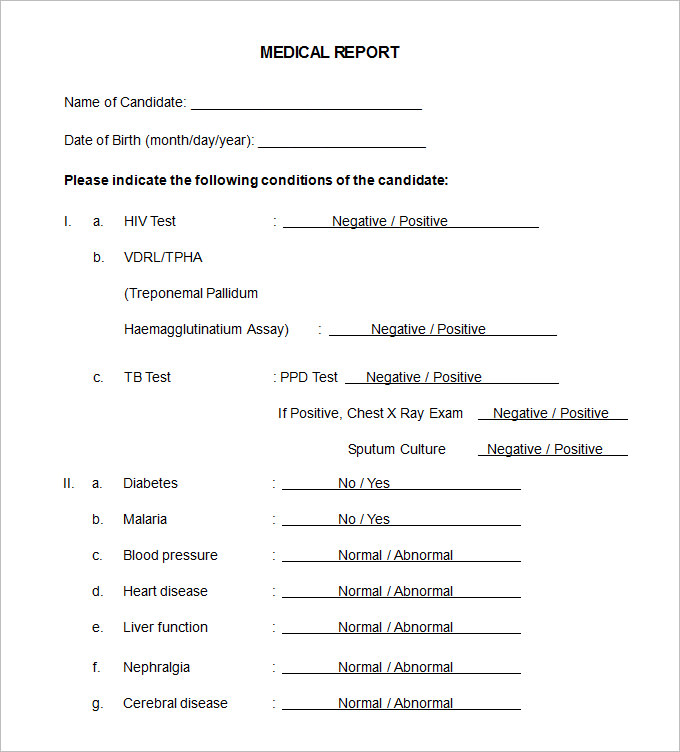 MEDICAL REPORT
Name of Candidate: ______________________________
Date of Birth (month/day/year): ______________________
Please indicate the following conditions of the candidate:
I. a. HIV Test : Negative / Positive
b. VDRL/TPHA
(Treponemal Pallidum
Haemagglutinatium Assay) : Negative / Positive
c. TB Test : PPD Test Negative / Positive
If Positive, Chest X Ray Exam Negative / Positive
Sputum Culture Negative / Positive
II. a. Diabetes : No / Yes
b. Malaria : No / Yes
c. Blood pressure : Normal / Abnormal
d. Heart disease : Normal / Abnormal
e. Liver function : Normal / Abnormal
f. Nephralgia : Normal / Abnormal
g. Cerebral disease : Normal / Abnormal